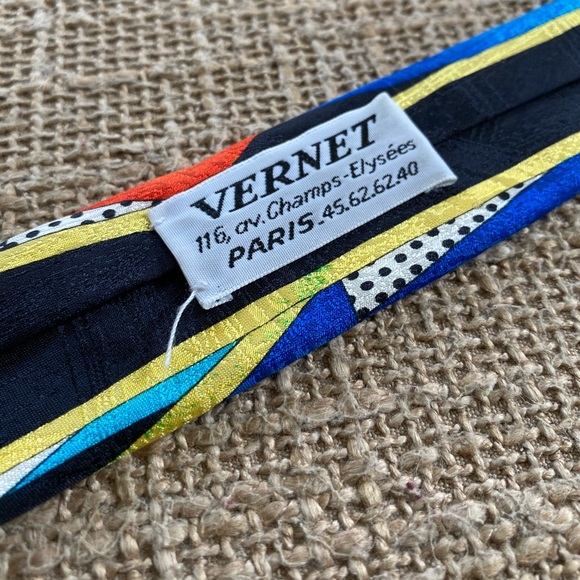 VERNET
116, av. Champs-Elysées
PARIS. 45.62.62.40